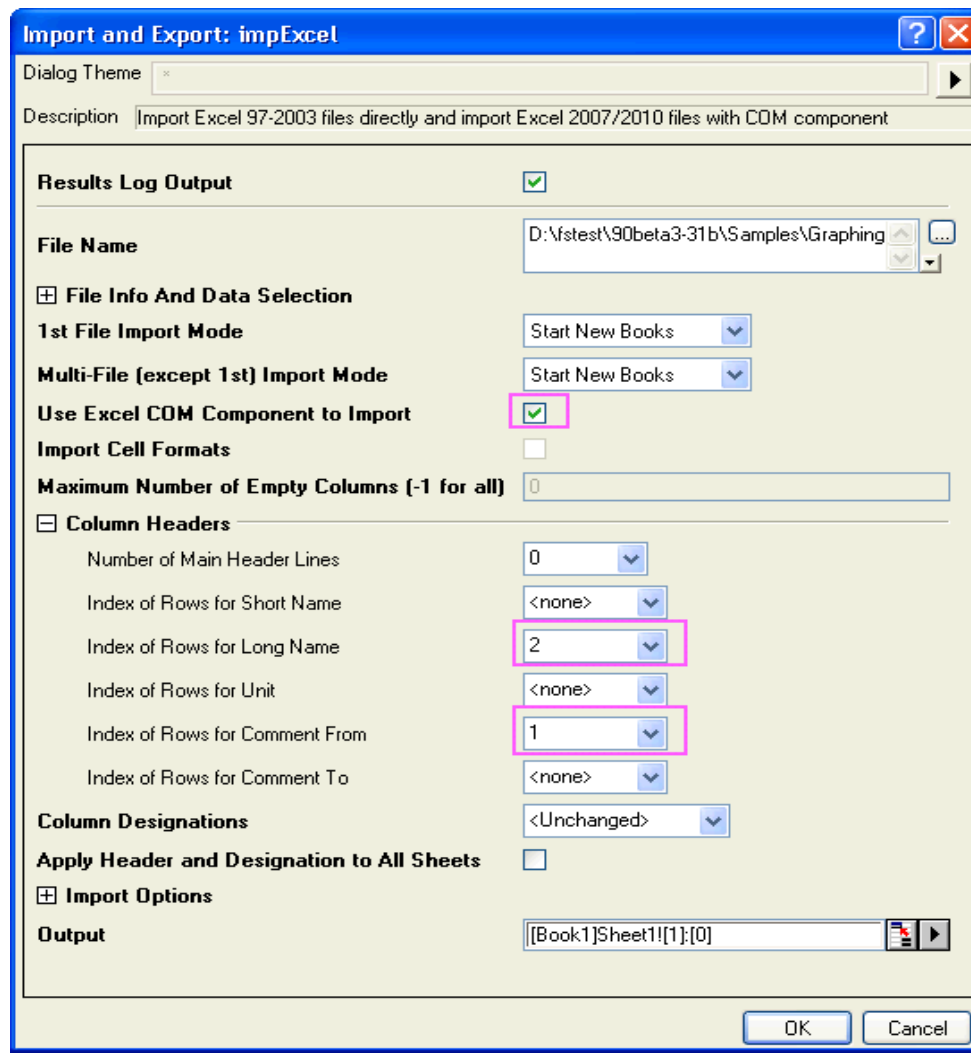 Import and Export: impExcel
Dialog Theme *
Description Import Excel 97-2003 files directly and import Excel 2007/2010 files with COM component
Results Log Output
File Name D:\fstest\90beta3-31b\Samples\Graphing
File Info And Data Selection
1st File Import Mode Start New Books
Multi-File (except 1st) Import Mode Start New Books
Use Excel COM Component to Import
Import Cell Formats
Maximum Number of Empty Columns (-1 for all) 0
Column Headers
Number of Main Header Lines 0
Index of Rows for Short Name <none>
Index of Rows for Long Name 2
Index of Rows for Unit <none>
Index of Rows for Comment From 1
Index of Rows for Comment To <none>
Column Designations <Unchanged>
Apply Header and Designation to All Sheets
Import Options
Output [Book1]Sheet1![1]:[0]
OK Cancel